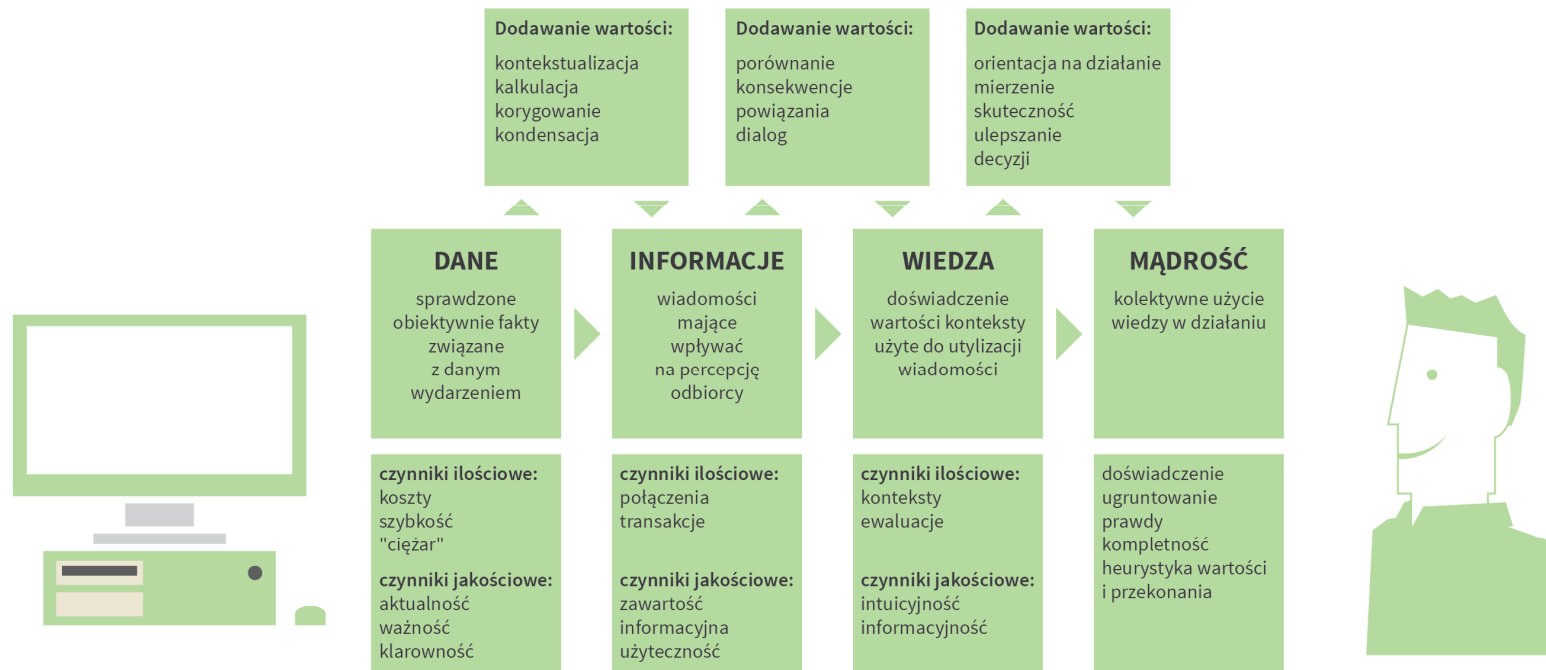 Dodawanie wartości:
kontekstualizacja
kalkulacja
korygowanie
kondensacja
Dodawanie wartości:
porównanie
konsekwencje
powiązania
dialog
Dodawanie wartości:
orientacja na działanie
mierzenie
skuteczność
ulepszanie
decyzji
DANE
sprawdzone
obiektywnie fakty
związane
z danym
wydarzeniem
INFORMACJE
wiadomości
mające
wpływać
na percepcję
odbiorcy
WIEDZA
doświadczenie
wartości konteksty
użyte do utylizacji
wiadomości
MĄDROŚĆ
kolektywne użycie
wiedzy w działaniu
czynniki ilościowe:
koszty
szybkość
"ciężar"
czynniki jakościowe:
aktualność
ważność
klarowność
czynniki ilościowe:
połączenia
transakcje
czynniki jakościowe:
zawartość
informacyjna
użyteczność
czynniki ilościowe:
konteksty
ewaluacje
czynniki jakościowe:
intuicyjność
informacyjność
doświadczenie
ugruntowanie
prawdy
kompletność
heurystyka wartości
i przekonania